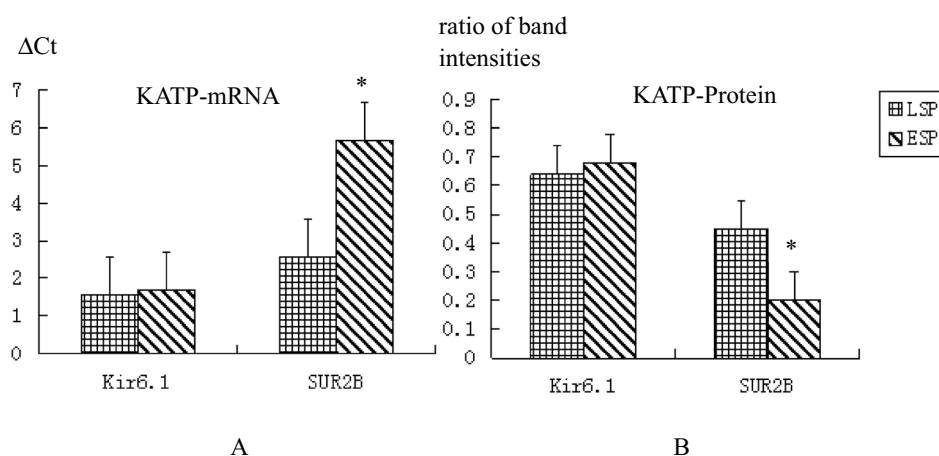 ΔCt
KATP-mRNA
7
6
5
4
3
2
1
0
*
Kir6.1 SUR2B
A
ratio of band
intensities
KATP-Protein
0.9
0.8
0.7
0.6
0.5
0.4
0.3
0.2
0.1
0
*
Kir6.1 SUR2B
B
LSP
ESP